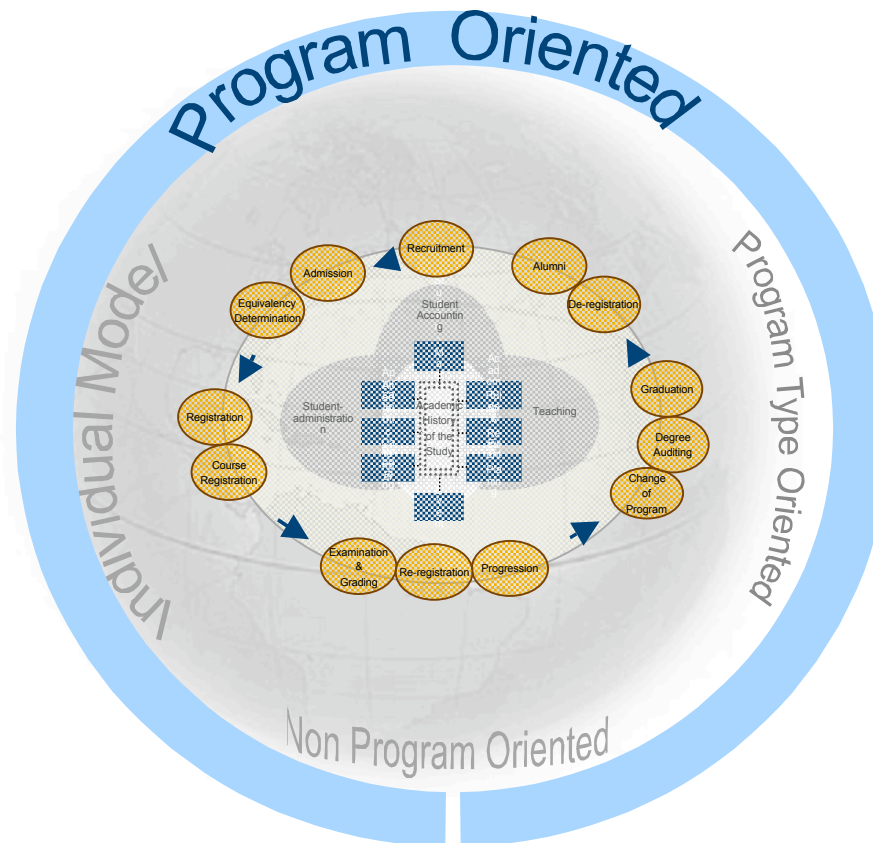 Program Oriented
Individual Model
Program Type Oriented
Non Program Oriented
Recruitment
Admission
Equivalency
Determination
Registration
Course
Registration
Examination
&
Grading
Re-registration
Progression
Change
of
Program
Degree
Auditing
Graduation
De-registration
Alumni
Student
Accountin
g
Student-
administratio
n
Teaching
Academic
History
of the
Study